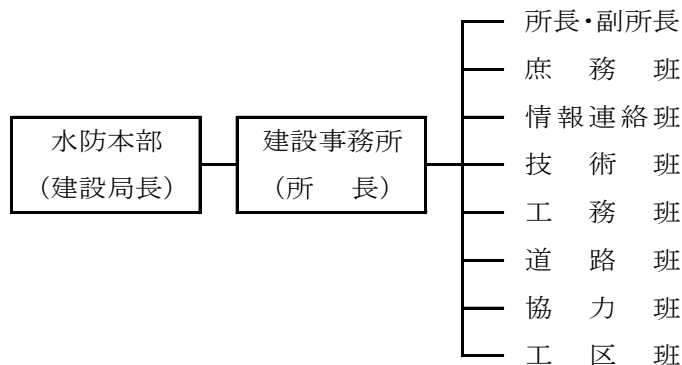 水防本部
(建設局長)
建設事務所
(所　長)
所長・副所長
庶　務　班
情報連絡班
技　術　班
工　務　班
道　路　班
協　力　班
工　区　班